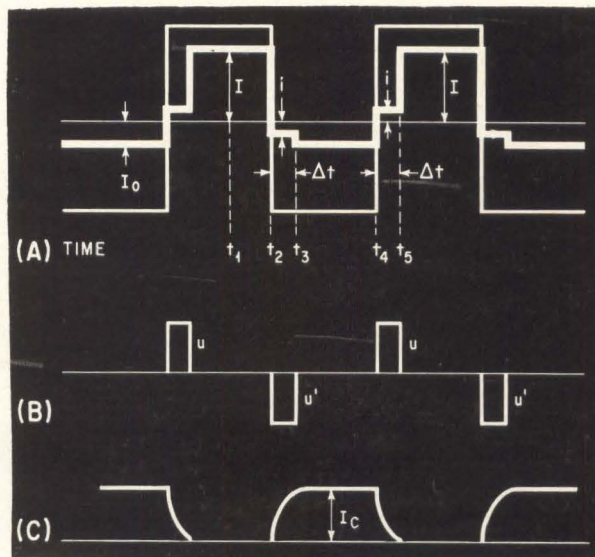 I i I i
I₀ Δt Δt
(A) TIME t₁ t₂ t₃ t₄ t₅
u u
(B) u' u'
(C) I_C